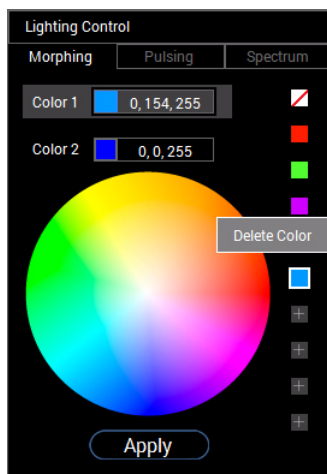 Lighting Control
Morphing Pulsing Spectrum
Color 1 0, 154, 255
Color 2 0, 0, 255
Delete Color
Apply